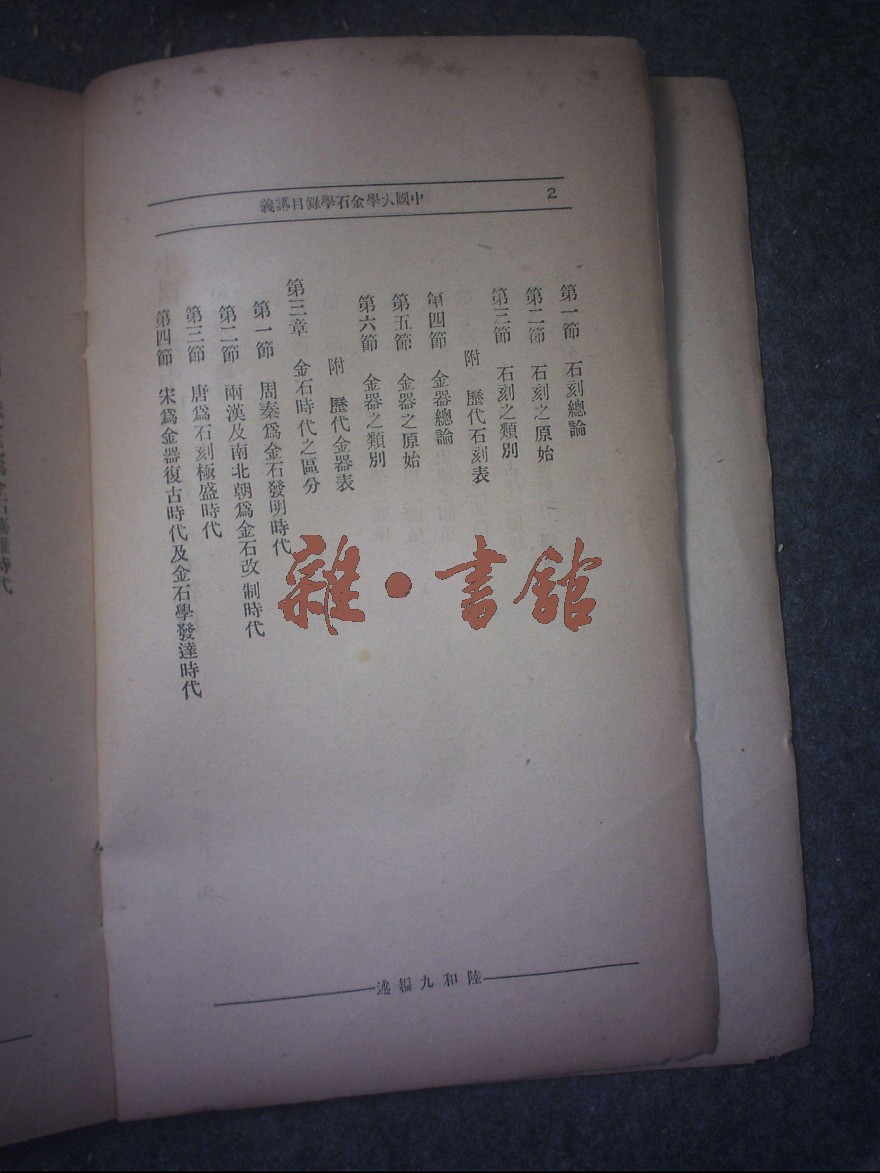 中國大學金石學錄目講義
2
第一節 石刻總論
第二節 石刻之原始
第三節 石刻之類別
附 歷代石刻表
第四節 金器總論
第五節 金器之原始
第六節 金器之類別
附 歷代金器表
第三章 金石時代之區分
第一節 周秦爲金石發明時代
第二節 兩漢及南北朝爲金石改制時代
第三節 唐爲石刻極盛時代
第四節 宋爲金器復古時代及金石學發達時代
陸和九編述
雜·書館